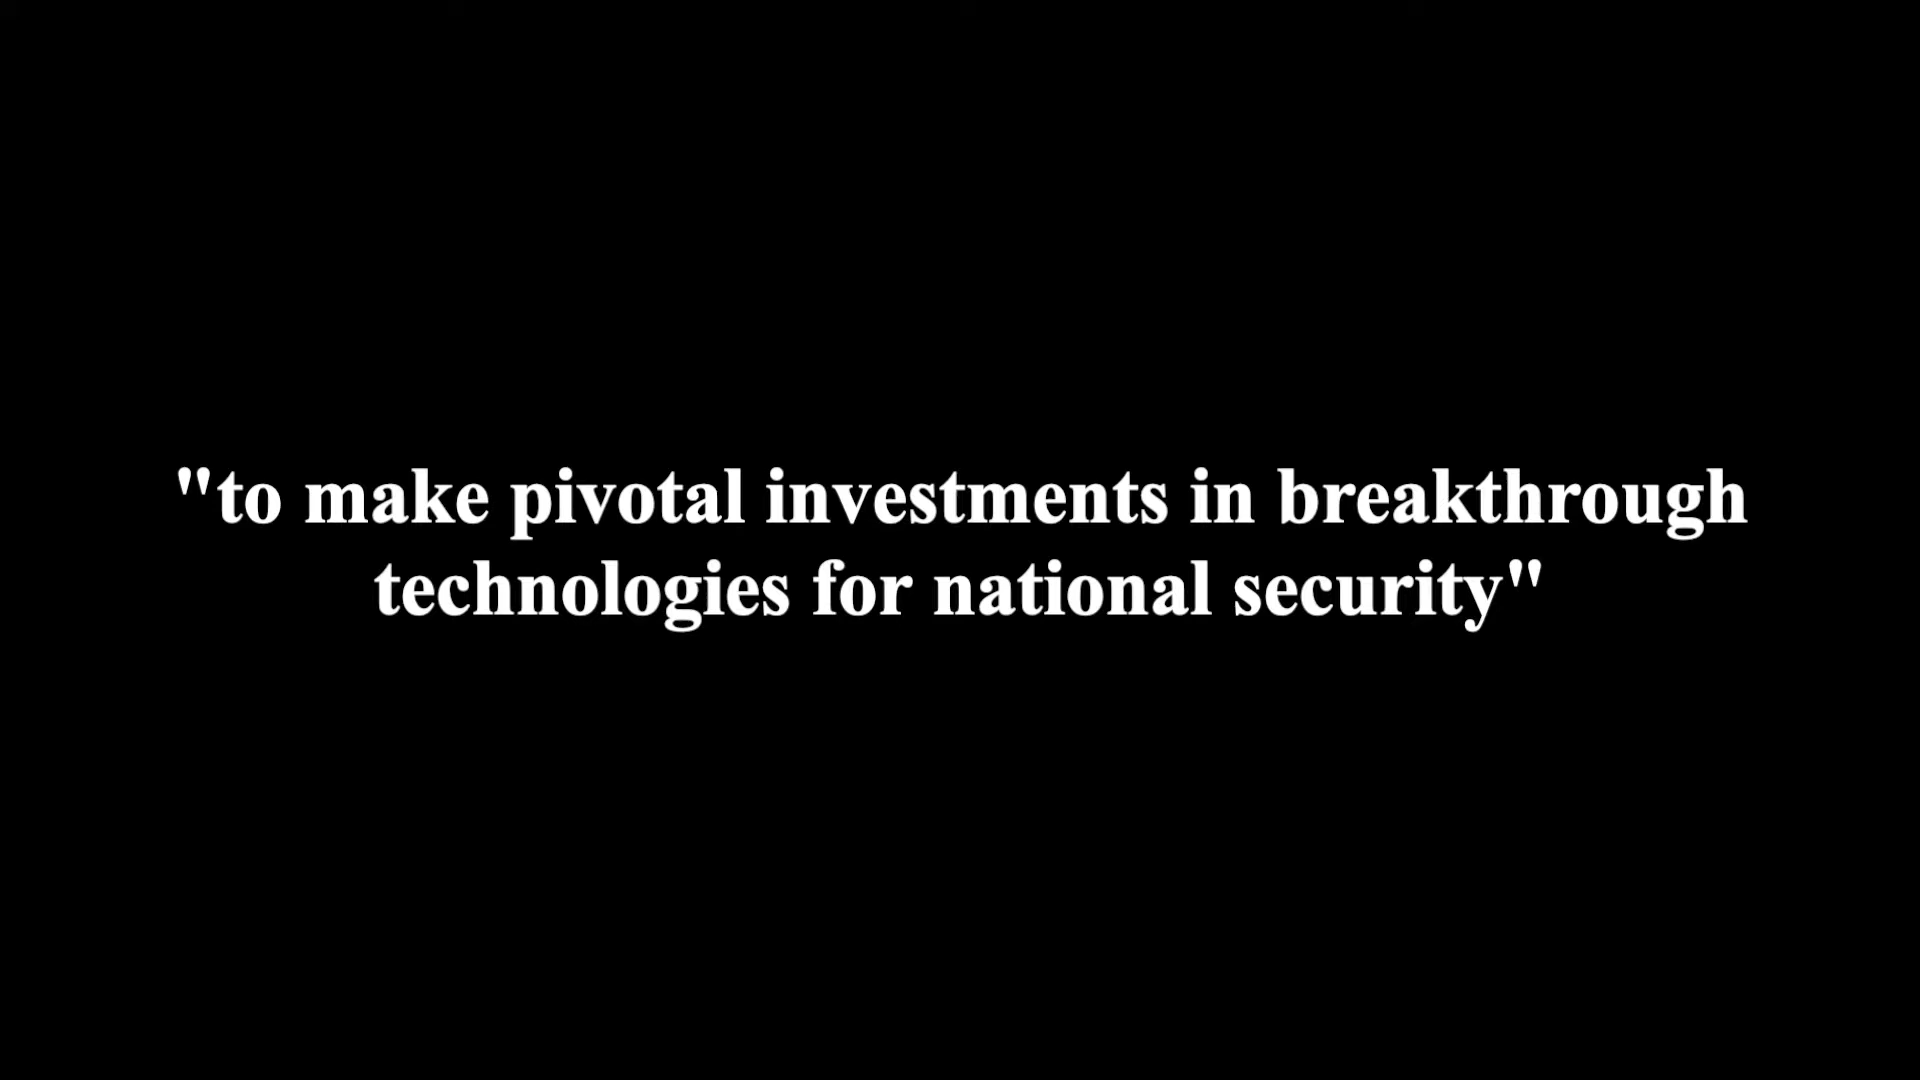 "to make pivotal investments in breakthrough
technologies for national security"